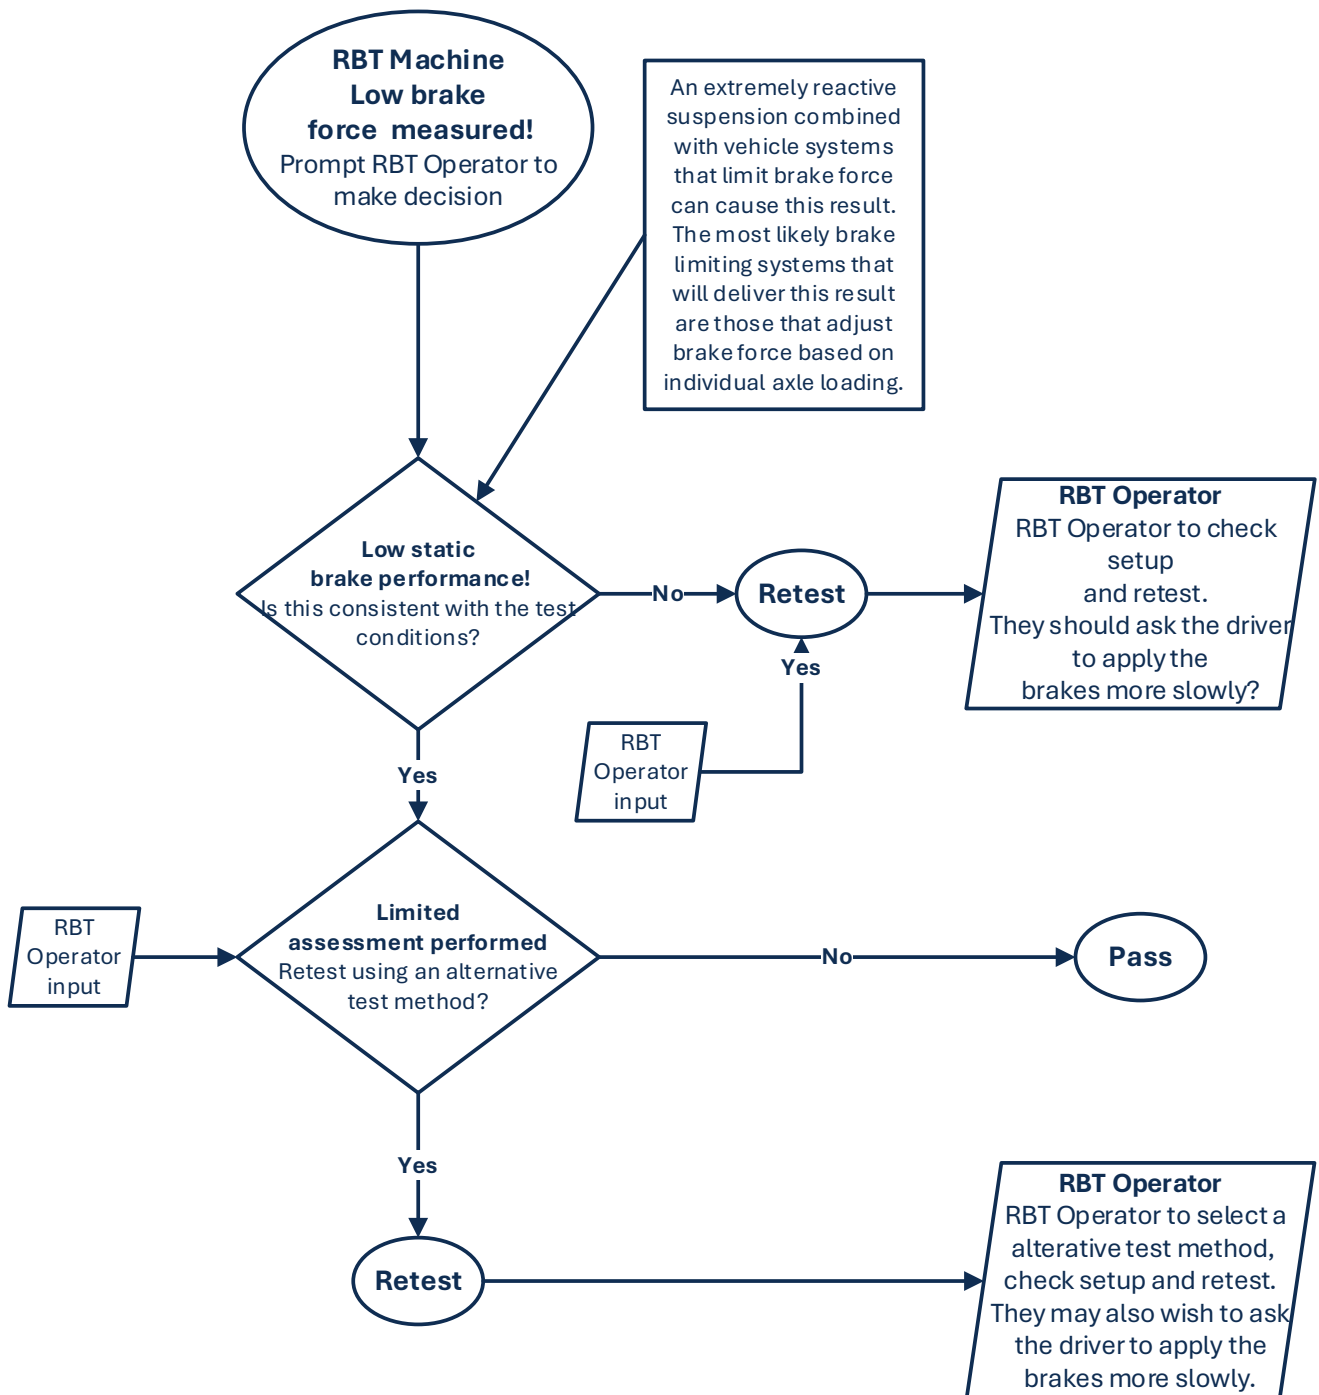 RBT Machine
Low brake
force measured!
Prompt RBT Operator to
make decision
An extremely reactive
suspension combined
with vehicle systems
that limit brake force
can cause this result.
The most likely brake
limiting systems that
will deliver this result
are those that adjust
brake force based on
individual axle loading.
Low static
brake performance!
Is this consistent with the test
conditions?
No
Retest
RBT Operator
RBT Operator to check
setup
and retest.
They should ask the driver
to apply the
brakes more slowly?
Yes
RBT
Operator
input
Yes
Limited
assessment performed
Retest using an alternative
test method?
RBT
Operator
input
No
Pass
Yes
Retest
RBT Operator
RBT Operator to select a
alterative test method,
check setup and retest.
They may also wish to ask
the driver to apply the
brakes more slowly.